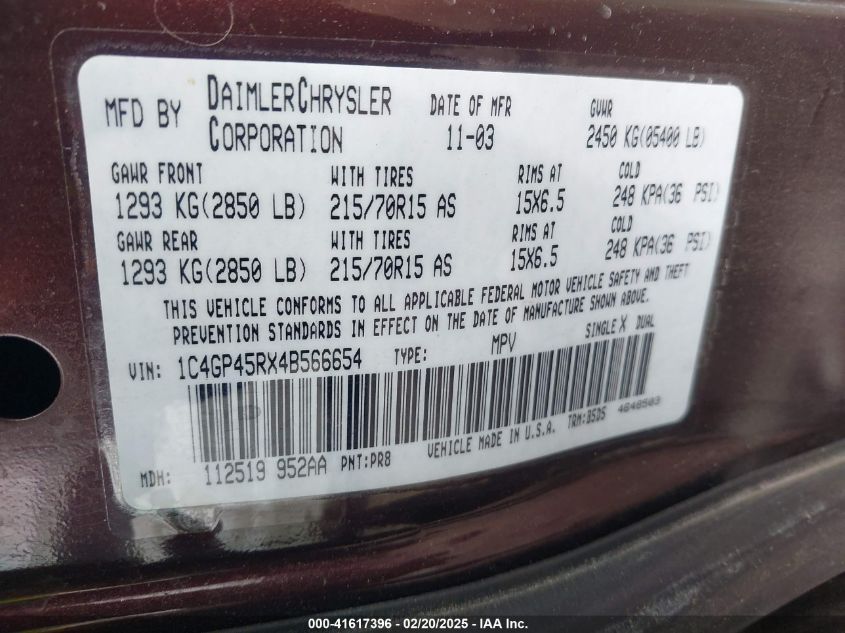 MFD BY DAIMLERCHRYSLER CORPORATION
DATE OF MFR 11-03
GVWR 2450 KG(05400 LB)
GAWR FRONT WITH TIRES RIMS AT COLD
1293 KG(2850 LB) 215/70R15 AS 15X6.5 248 KPA(36 PSI)
GAWR REAR WITH TIRES RIMS AT COLD
1293 KG(2850 LB) 215/70R15 AS 15X6.5 248 KPA(36 PSI)
THIS VEHICLE CONFORMS TO ALL APPLICABLE FEDERAL MOTOR VEHICLE SAFETY AND THEFT
PREVENTION STANDARDS IN EFFECT ON THE DATE OF MANUFACTURE SHOWN ABOVE.
VIN: 1C4GP45RX4B566654 TYPE: MPV SINGLE X DUAL
MDH: 112519 952AA PNT:PR8 VEHICLE MADE IN U.S.A. TRM:B5D5 4648503
000-41617396 - 02/20/2025 - IAA Inc.